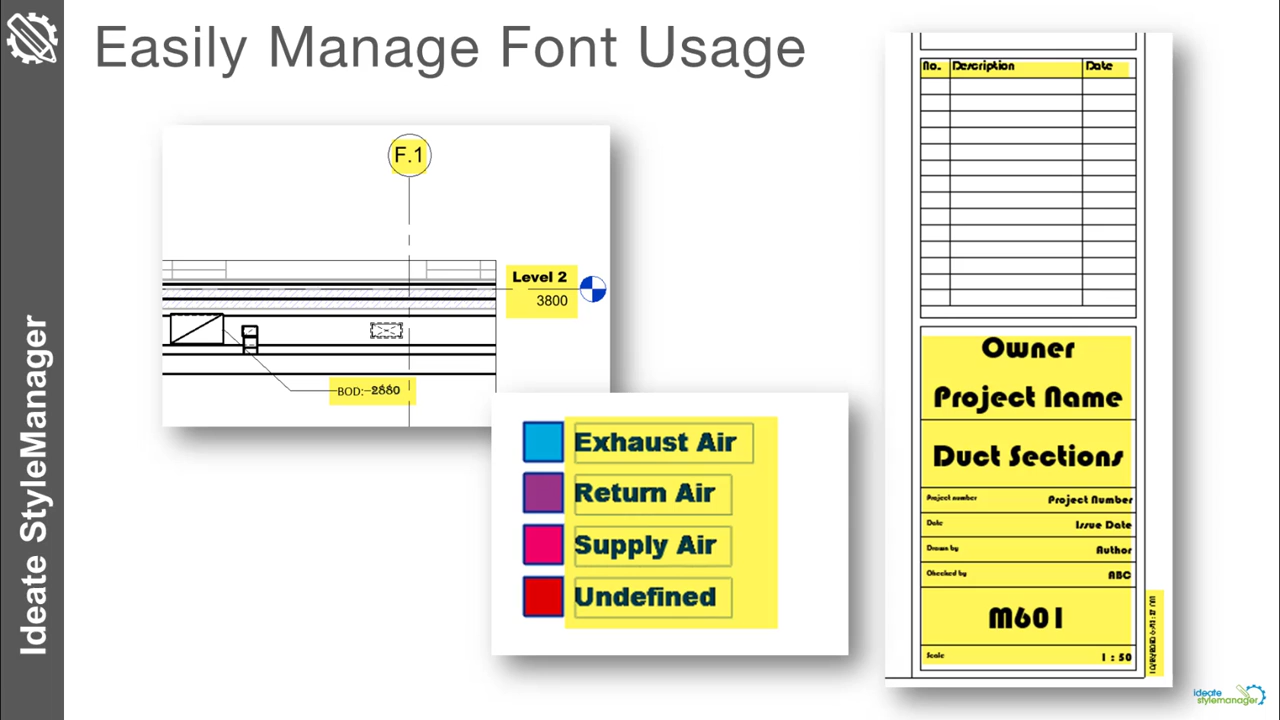 Easily Manage Font Usage
Ideate StyleManager
F.1
Level 2
3800
BOD: 2880
Exhaust Air
Return Air
Supply Air
Undefined
No. Description Date
Owner
Project Name
Duct Sections
Project number Project Number
Date Issue Date
Drawn by Author
Checked by ABC
M601
Scale 1 : 50
ideate
stylemanager